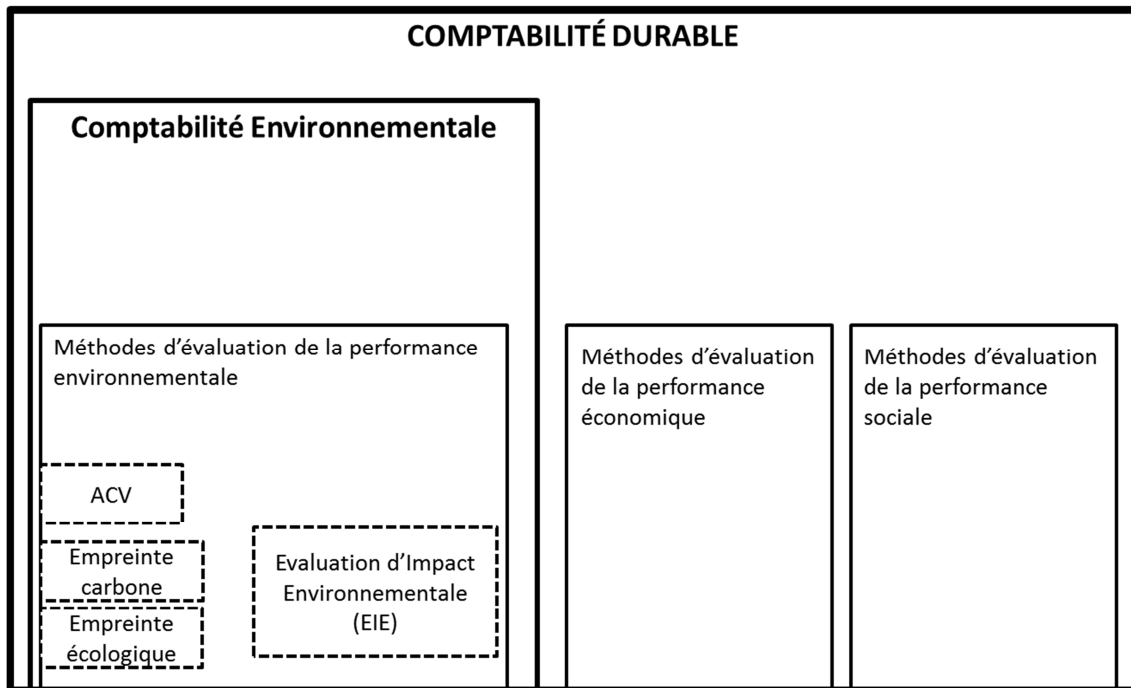 COMPTABILITÉ DURABLE
Comptabilité Environnementale
Méthodes d’évaluation de la performance
environnementale
ACV
Empreinte
carbone
Empreinte
écologique
Evaluation d’Impact
Environnementale
(EIE)
Méthodes d’évaluation
de la performance
économique
Méthodes d’évaluation
de la performance
sociale